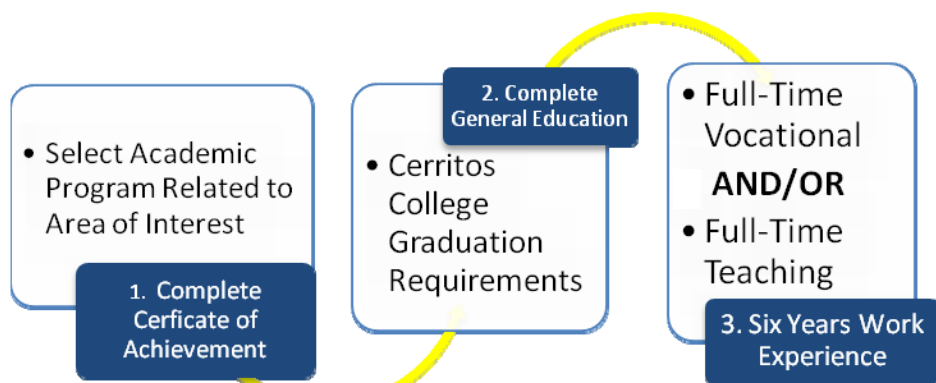 • Select Academic
Program Related to
Area of Interest
1. Complete
Cerficate of
Achievement
2. Complete
General Education
• Cerritos
College
Graduation
Requirements
• Full-Time
Vocational
AND/OR
• Full-Time
Teaching
3. Six Years Work
Experience